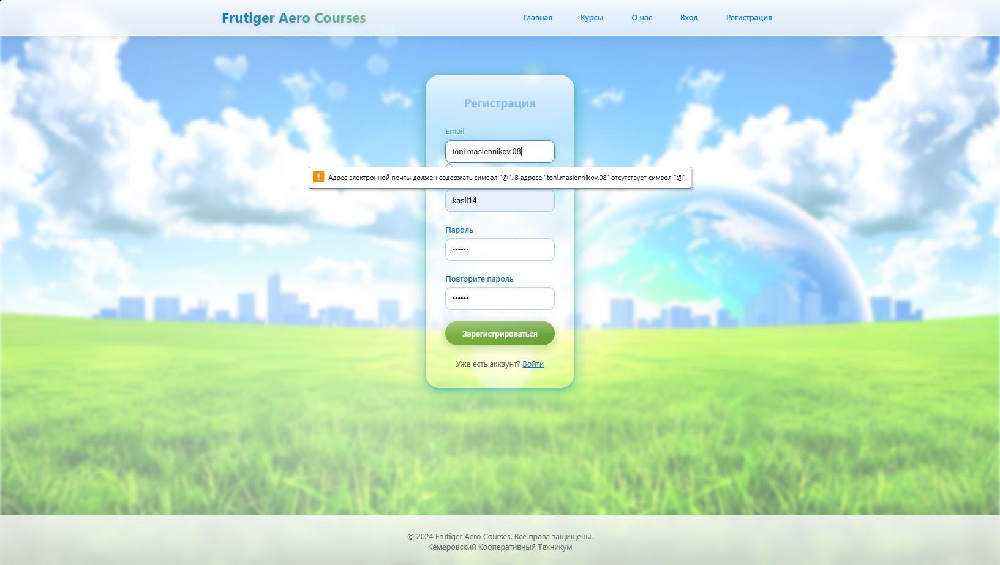 Frutiger Aero Courses
Главная
Курсы
О нас
Вход
Регистрация
Регистрация
Email
toni.maslennikov.08
Адрес электронной почты должен содержать символ "@". В адресе "toni.maslennikov.08" отсутствует символ "@".
kasll14
Пароль
••••••
Повторите пароль
••••••
Зарегистрироваться
Уже есть аккаунт? Войти
© 2024 Frutiger Aero Courses. Все права защищены.
Кемеровский Кооперативный Техникум